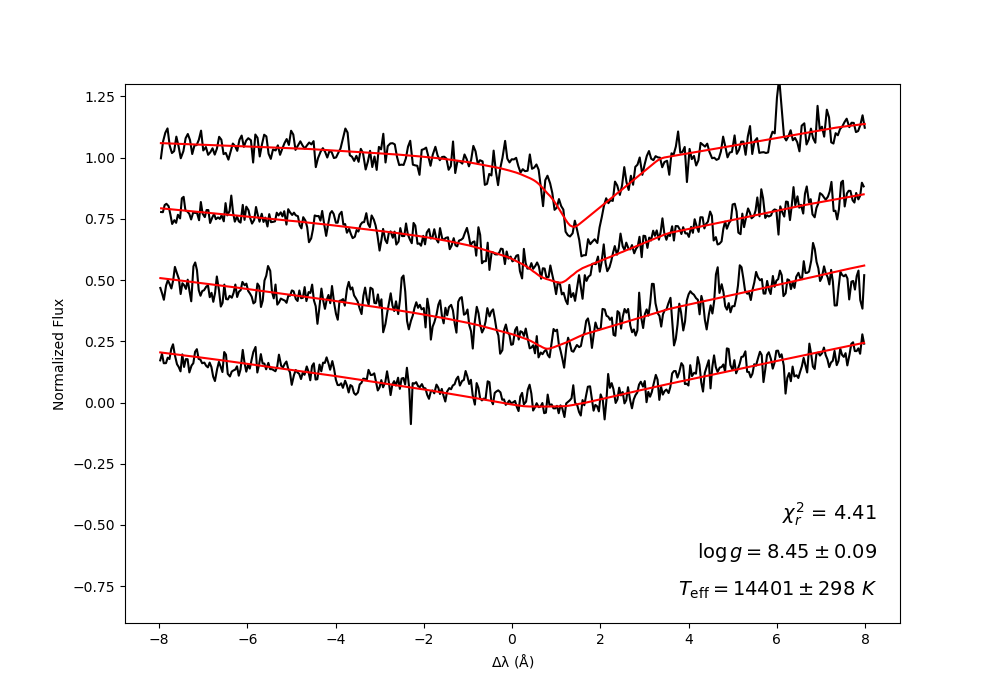 1.25
1.00
0.75
0.50
0.25
0.00
−0.25
−0.50
−0.75
Normalized Flux
χ²ᵣ = 4.41
log g = 8.45 ± 0.09
T_eff = 14401 ± 298 K
−8 −6 −4 −2 0 2 4 6 8
Δλ (Å)